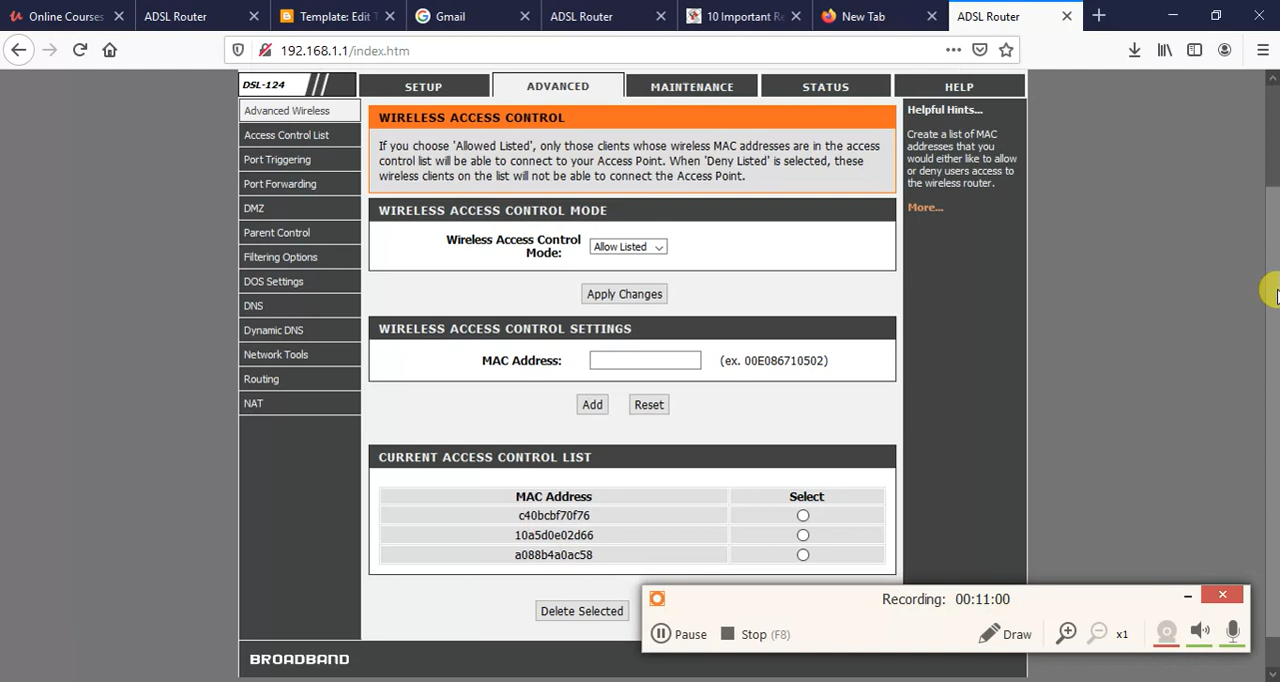 Online Courses
ADSL Router
Template: Edit T
Gmail
ADSL Router
10 Important Re
New Tab
ADSL Router
192.168.1.1/index.htm
DSL-124
SETUP
ADVANCED
MAINTENANCE
STATUS
HELP
Advanced Wireless
Access Control List
Port Triggering
Port Forwarding
DMZ
Parent Control
Filtering Options
DOS Settings
DNS
Dynamic DNS
Network Tools
Routing
NAT
WIRELESS ACCESS CONTROL
If you choose 'Allowed Listed', only those clients whose wireless MAC addresses are in the access
control list will be able to connect to your Access Point. When 'Deny Listed' is selected, these
wireless clients on the list will not be able to connect the Access Point.
WIRELESS ACCESS CONTROL MODE
Wireless Access Control
Mode:
Allow Listed
Apply Changes
WIRELESS ACCESS CONTROL SETTINGS
MAC Address:
(ex. 00E086710502)
Add
Reset
CURRENT ACCESS CONTROL LIST
MAC Address
Select
c40bcbf70f76
10a5d0e02d66
a088b4a0ac58
Delete Selected
Helpful Hints...
Create a list of MAC
addresses that you
would either like to allow
or deny users access to
the wireless router.
More...
BROADBAND
Recording: 00:11:00
Pause
Stop (F8)
Draw
x1